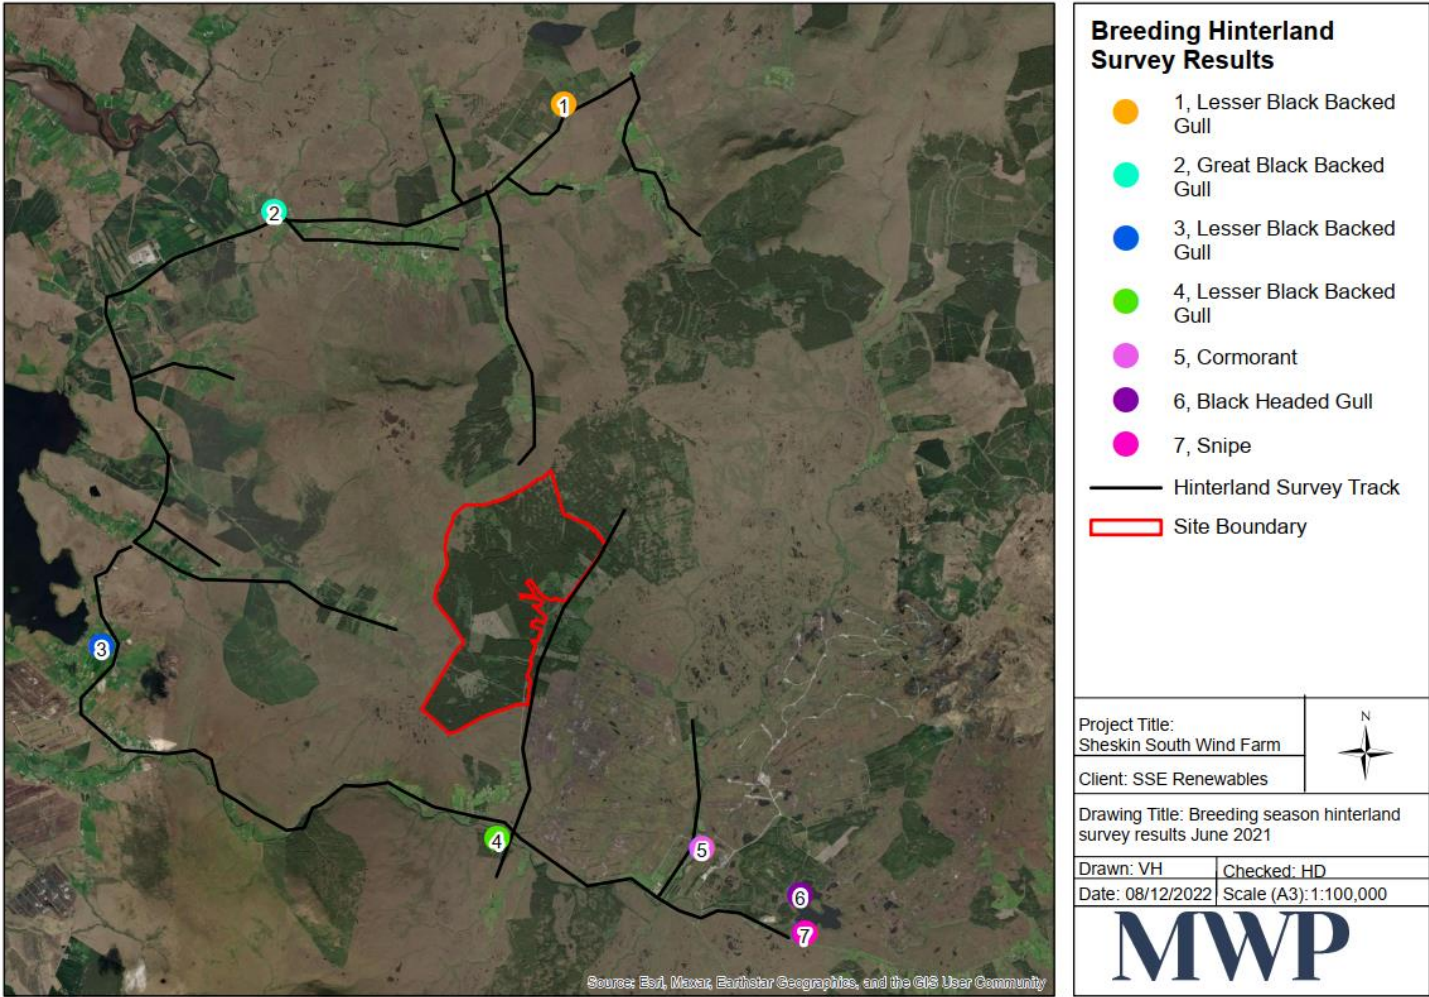 1
2
3
4
5
6
7
Source: Esri, Maxar, Earthstar Geographics, and the GIS User Community
Breeding Hinterland
Survey Results
1, Lesser Black Backed
Gull
2, Great Black Backed
Gull
3, Lesser Black Backed
Gull
4, Lesser Black Backed
Gull
5, Cormorant
6, Black Headed Gull
7, Snipe
Hinterland Survey Track
Site Boundary
Project Title:
Sheskin South Wind Farm
N
Client: SSE Renewables
Drawing Title: Breeding season hinterland
survey results June 2021
Drawn: VH
Checked: HD
Date: 08/12/2022
Scale (A3):1:100,000
MWP